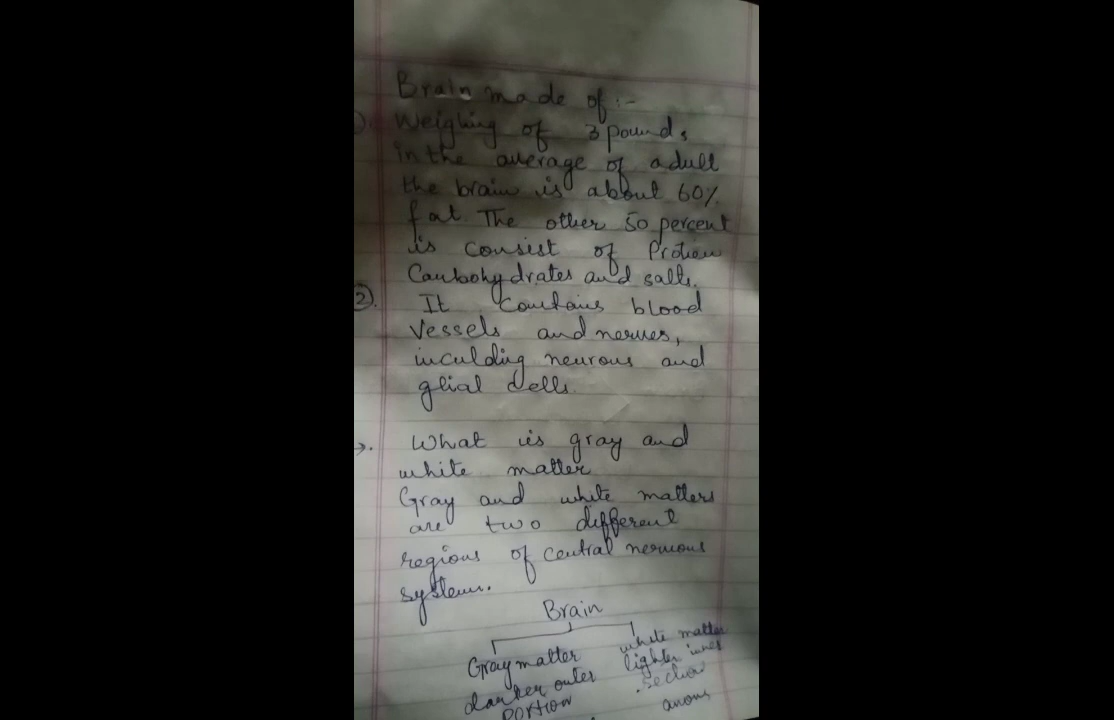 Brain made of :-
1) Weighing of 3 pounds
in the average of adult
the brain is about 60%
fat The other 50 percent
is consist of Protien
Carbohydrates and salts.
2). It contains blood
vessels and nerves,
inculding neurons and
glial cells.
→. What is gray and
white matter
Gray and white matters
are two different
regions of central nervous
system.
Brain
Gray matter
darker outer
portion
white matter
lighter inner
section